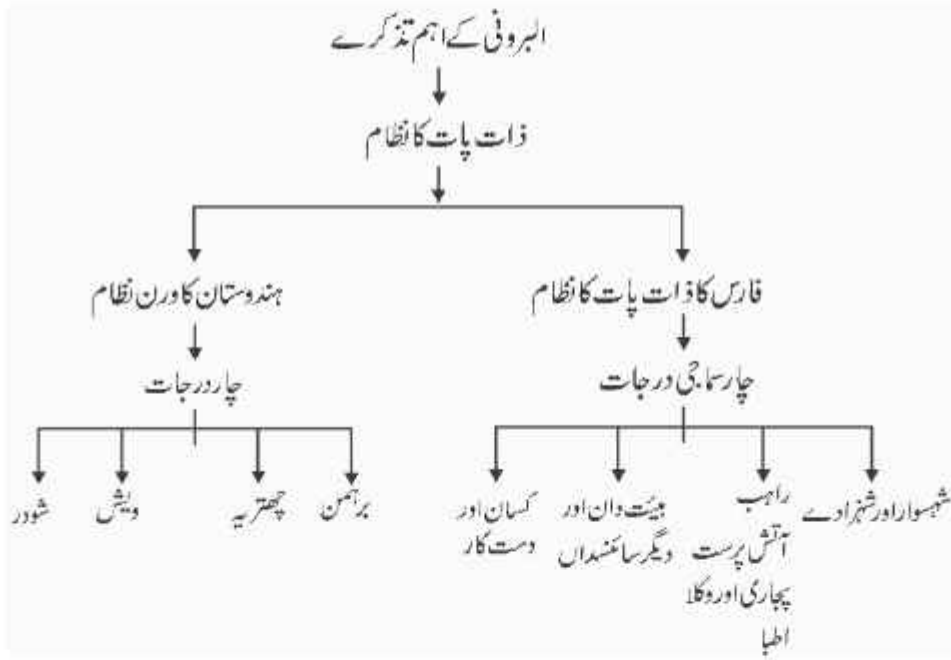 البرونی کے اہم تذکرے
ذات پات کا نظام
فارس کا ذات پات کا نظام
ہندوستان کا ورن نظام
چار سماجی درجات
چار درجات
شہسوار اور شہزادے
راہب
آتش پرست
پجاری اور وکلا
اطبا
ہیئت دان اور
دیگر سائنسداں
کسان اور
دست کار
برہمن
چھتریہ
ویش
شودر